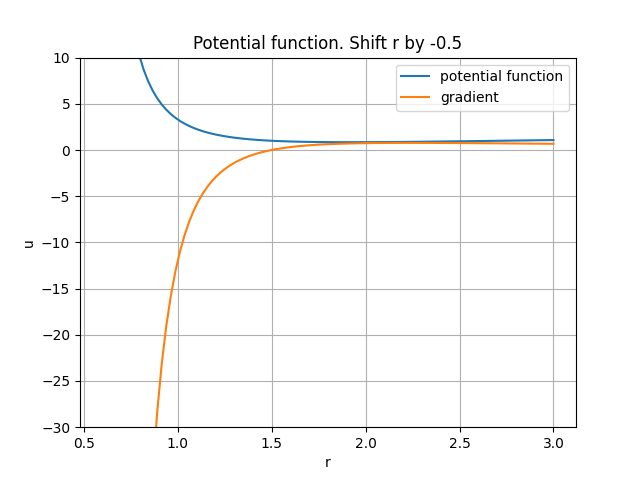 Potential function. Shift r by -0.5
potential function
gradient
10
5
0
−5
−10
−15
−20
−25
−30
u
0.5 1.0 1.5 2.0 2.5 3.0
r